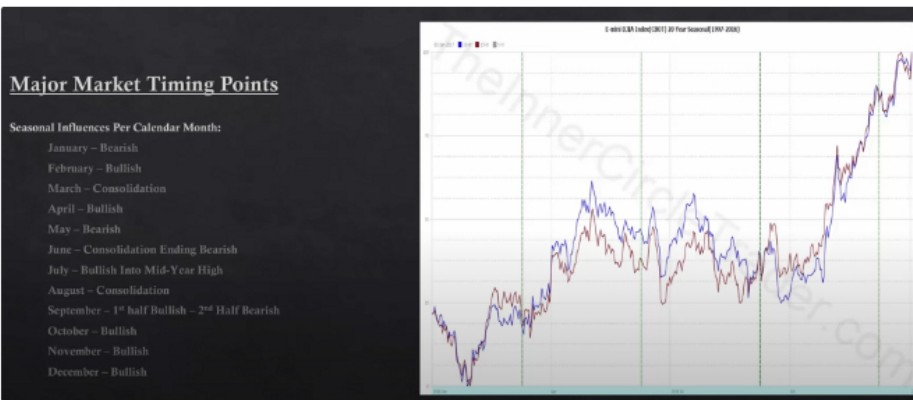 Major Market Timing Points
Seasonal Influences Per Calendar Month:
January – Bearish
February – Bullish
March – Consolidation
April – Bullish
May – Bearish
June – Consolidation Ending Bearish
July – Bullish Into Mid-Year High
August – Consolidation
September – 1st half Bullish – 2nd Half Bearish
October – Bullish
November – Bullish
December – Bullish
Year Seasonal
TheInnerCircleTrader.com